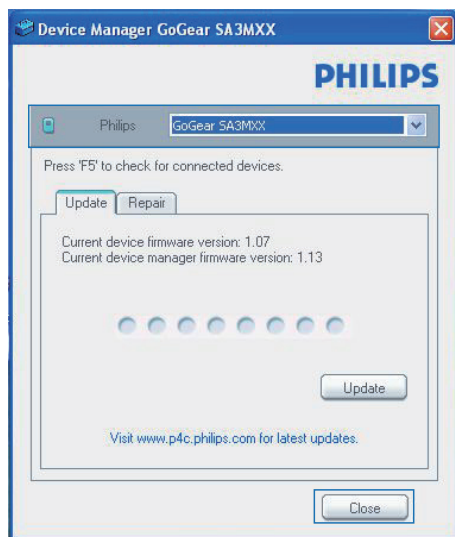 Device Manager GoGear SA3MXX
PHILIPS
Philips GoGear SA3MXX
Press 'F5' to check for connected devices.
Update Repair
Current device firmware version: 1.07
Current device manager firmware version: 1.13
Update
Visit www.p4c.philips.com for latest updates.
Close